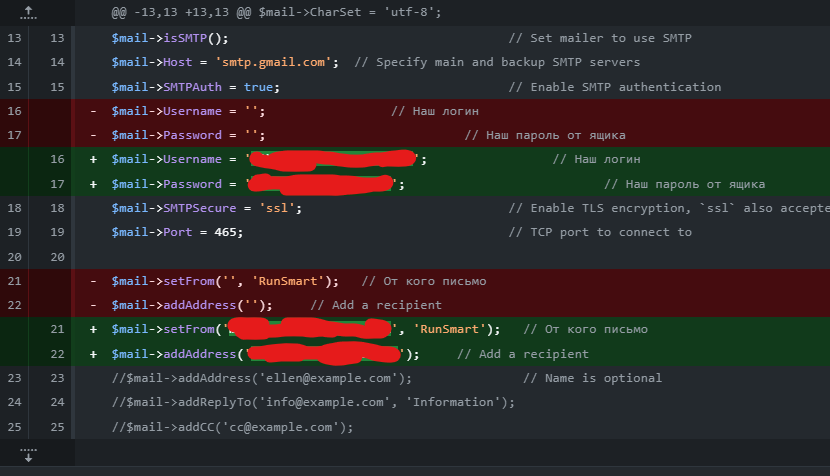 @@ -13,13 +13,13 @@ $mail->CharSet = 'utf-8';
13 13 $mail->isSMTP(); // Set mailer to use SMTP
14 14 $mail->Host = 'smtp.gmail.com'; // Specify main and backup SMTP servers
15 15 $mail->SMTPAuth = true; // Enable SMTP authentication
16 - $mail->Username = ''; // Наш логин
17 - $mail->Password = ''; // Наш пароль от ящика
16 + $mail->Username = ' '; // Наш логин
17 + $mail->Password = ' '; // Наш пароль от ящика
18 18 $mail->SMTPSecure = 'ssl'; // Enable TLS encryption, `ssl` also accepte
19 19 $mail->Port = 465; // TCP port to connect to
20 20
21 - $mail->setFrom('', 'RunSmart'); // От кого письмо
22 - $mail->addAddress(''); // Add a recipient
21 + $mail->setFrom(' ', 'RunSmart'); // От кого письмо
22 + $mail->addAddress(' '); // Add a recipient
23 23 //$mail->addAddress('ellen@example.com'); // Name is optional
24 24 //$mail->addReplyTo('info@example.com', 'Information');
25 25 //$mail->addCC('cc@example.com');